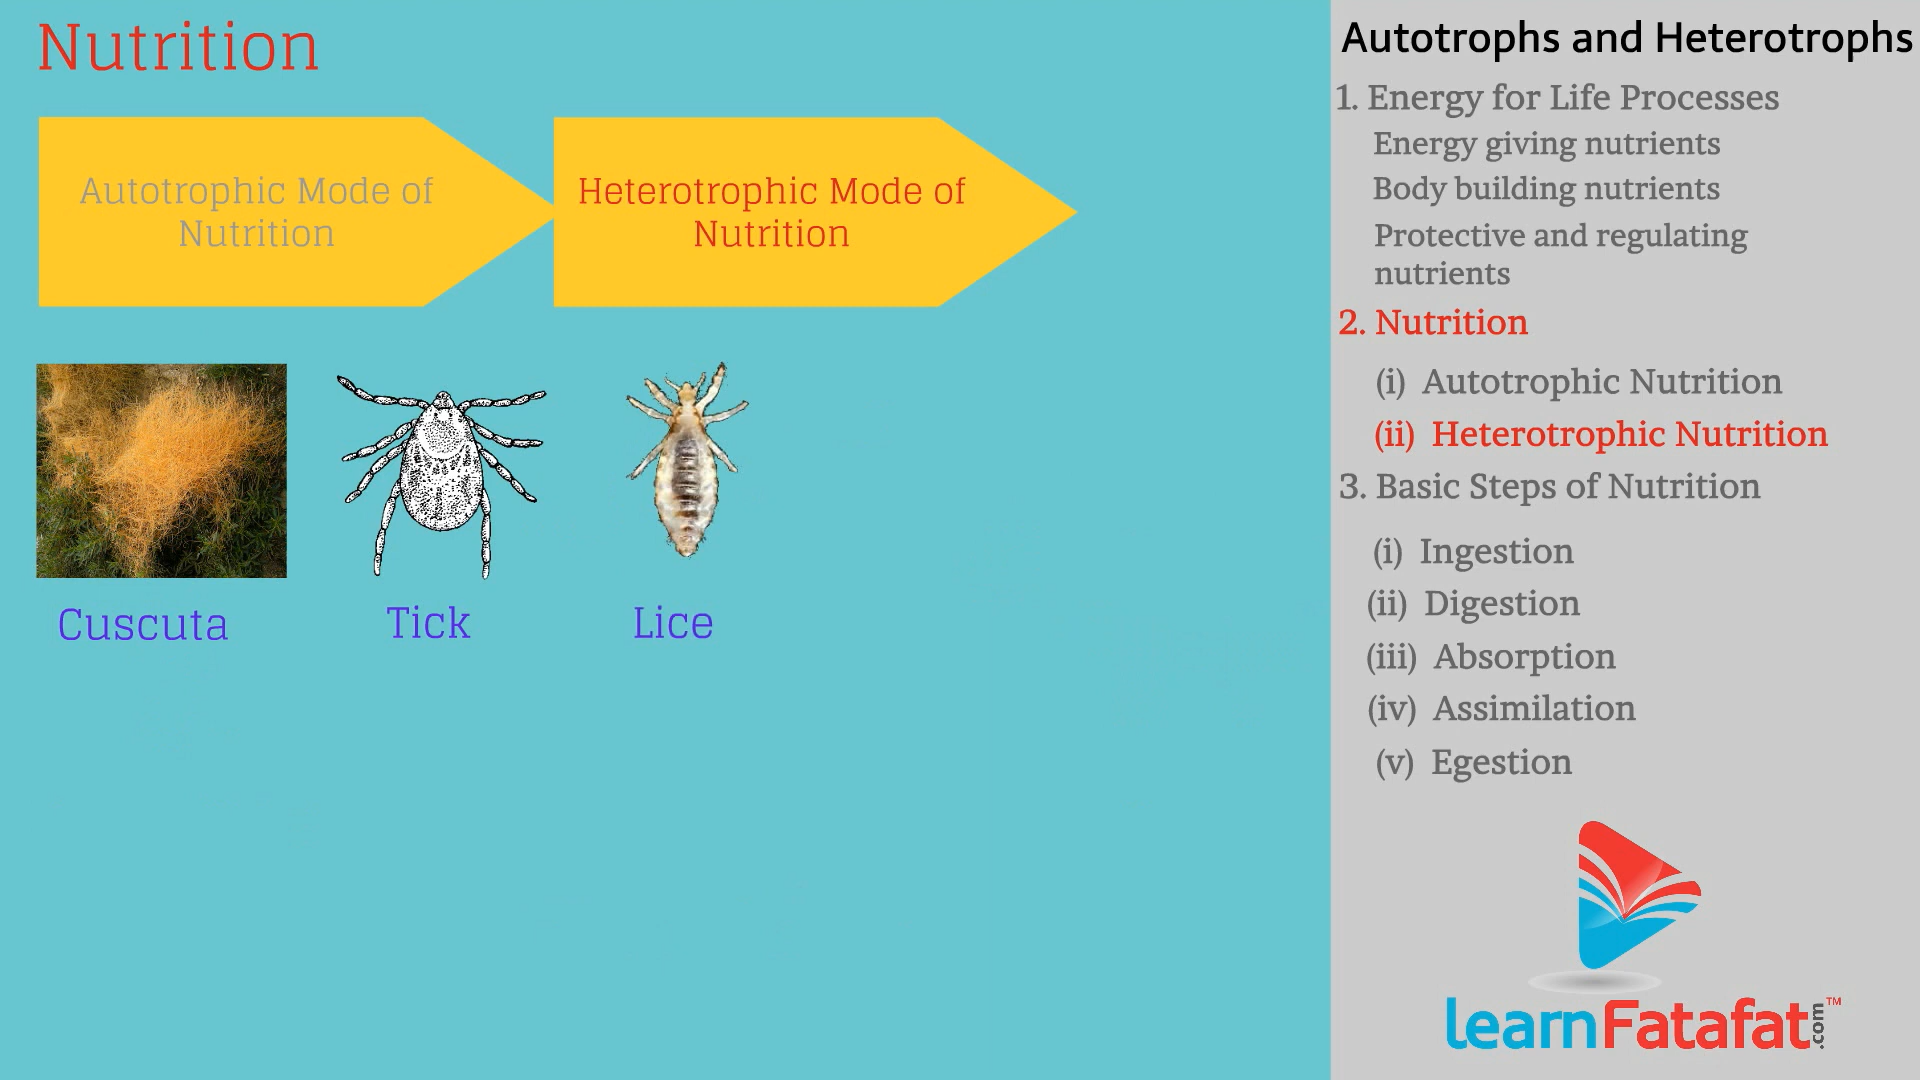 Nutrition
Autotrophic Mode of
Nutrition
Heterotrophic Mode of
Nutrition
Cuscuta
Tick
Lice
Autotrophs and Heterotrophs
1. Energy for Life Processes
Energy giving nutrients
Body building nutrients
Protective and regulating
nutrients
2. Nutrition
(i) Autotrophic Nutrition
(ii) Heterotrophic Nutrition
3. Basic Steps of Nutrition
(i) Ingestion
(ii) Digestion
(iii) Absorption
(iv) Assimilation
(v) Egestion
learnFatafat.com™